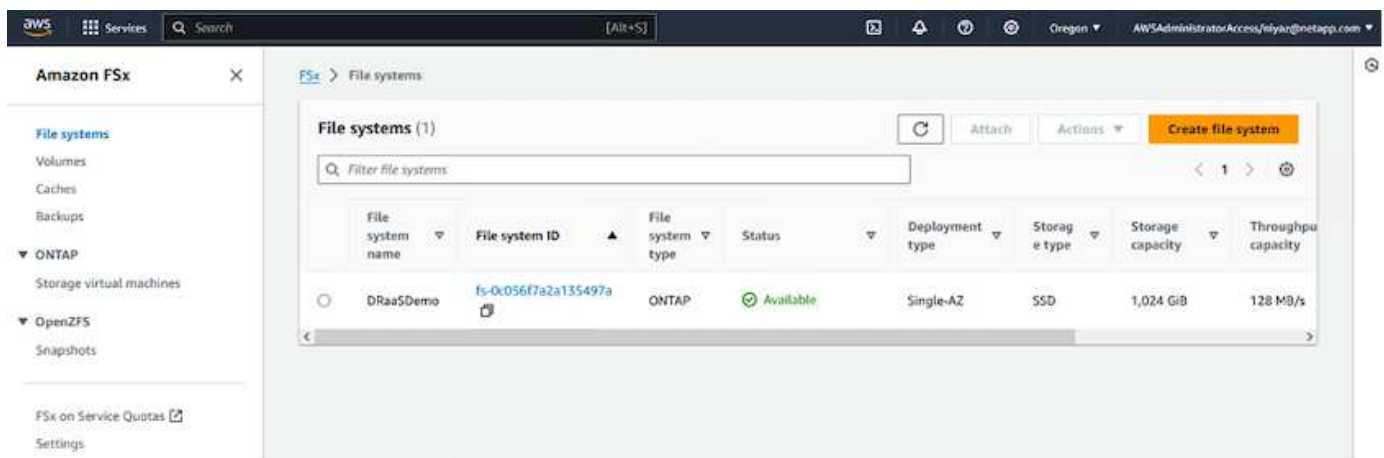 aws
Services
Search
[Alt+S]
Oregon
AWSAdministratorAccess/niyaz@netapp.com
Amazon FSx
File systems
Volumes
Caches
Backups
ONTAP
Storage virtual machines
OpenZFS
Snapshots
FSx on Service Quotas
Settings
FSx > File systems
File systems (1)
Attach
Actions
Create file system
Filter file systems
1
File system name
File system ID
File system type
Status
Deployment type
Storage type
Storage capacity
Throughpu capacity
DRaaSDemo
fs-0c056f7a2a135497a
ONTAP
Available
Single-AZ
SSD
1,024 GiB
128 MB/s